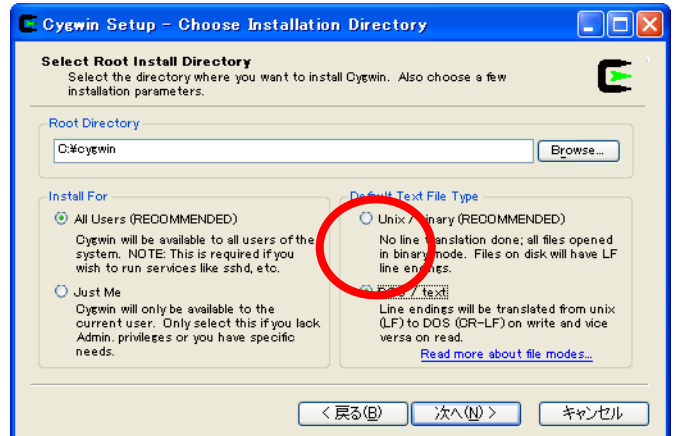 Cygwin Setup - Choose Installation Directory
Select Root Install Directory
Select the directory where you want to install Cygwin. Also choose a few
installation parameters.
Root Directory
C:¥cygwin
Browse...
Install For
All Users (RECOMMENDED)
Cygwin will be available to all users of the
system. NOTE: This is required if you
wish to run services like sshd, etc.
Just Me
Cygwin will only be available to the
current user. Only select this if you lack
Admin. privileges or you have specific
needs.
Default Text File Type
Unix / binary (RECOMMENDED)
No line translation done; all files opened
in binary mode. Files on disk will have LF
line endings.
DOS / text
Line endings will be translated from unix
(LF) to DOS (CR-LF) on write and vice
versa on read.
Read more about file modes...
< 戻る(B)
次へ(N) >
キャンセル